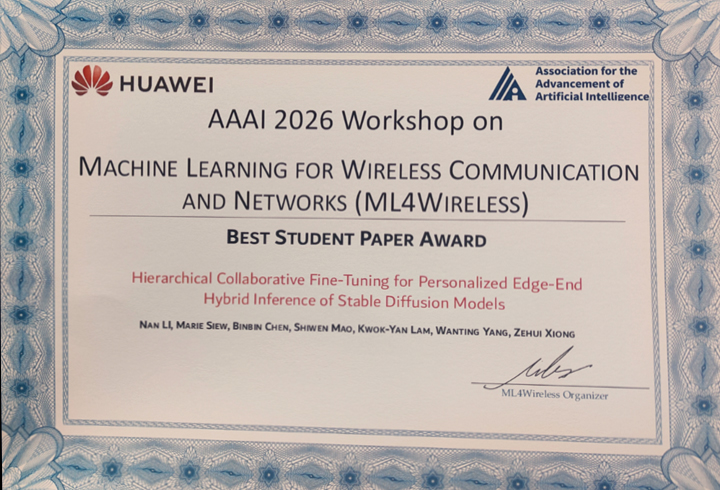 HUAWEI
Association for the
Advancement of
Artificial Intelligence
AAAI 2026 Workshop on
MACHINE LEARNING FOR WIRELESS COMMUNICATION
AND NETWORKS (ML4WIRELESS)
BEST STUDENT PAPER AWARD
Hierarchical Collaborative Fine-Tuning for Personalized Edge-End
Hybrid Inference of Stable Diffusion Models
NAN LI, MARIE SIEW, BINBIN CHEN, SHIWEN MAO, KWOK-YAN LAM, WANTING YANG, ZEHUI XIONG
ML4Wireless Organizer